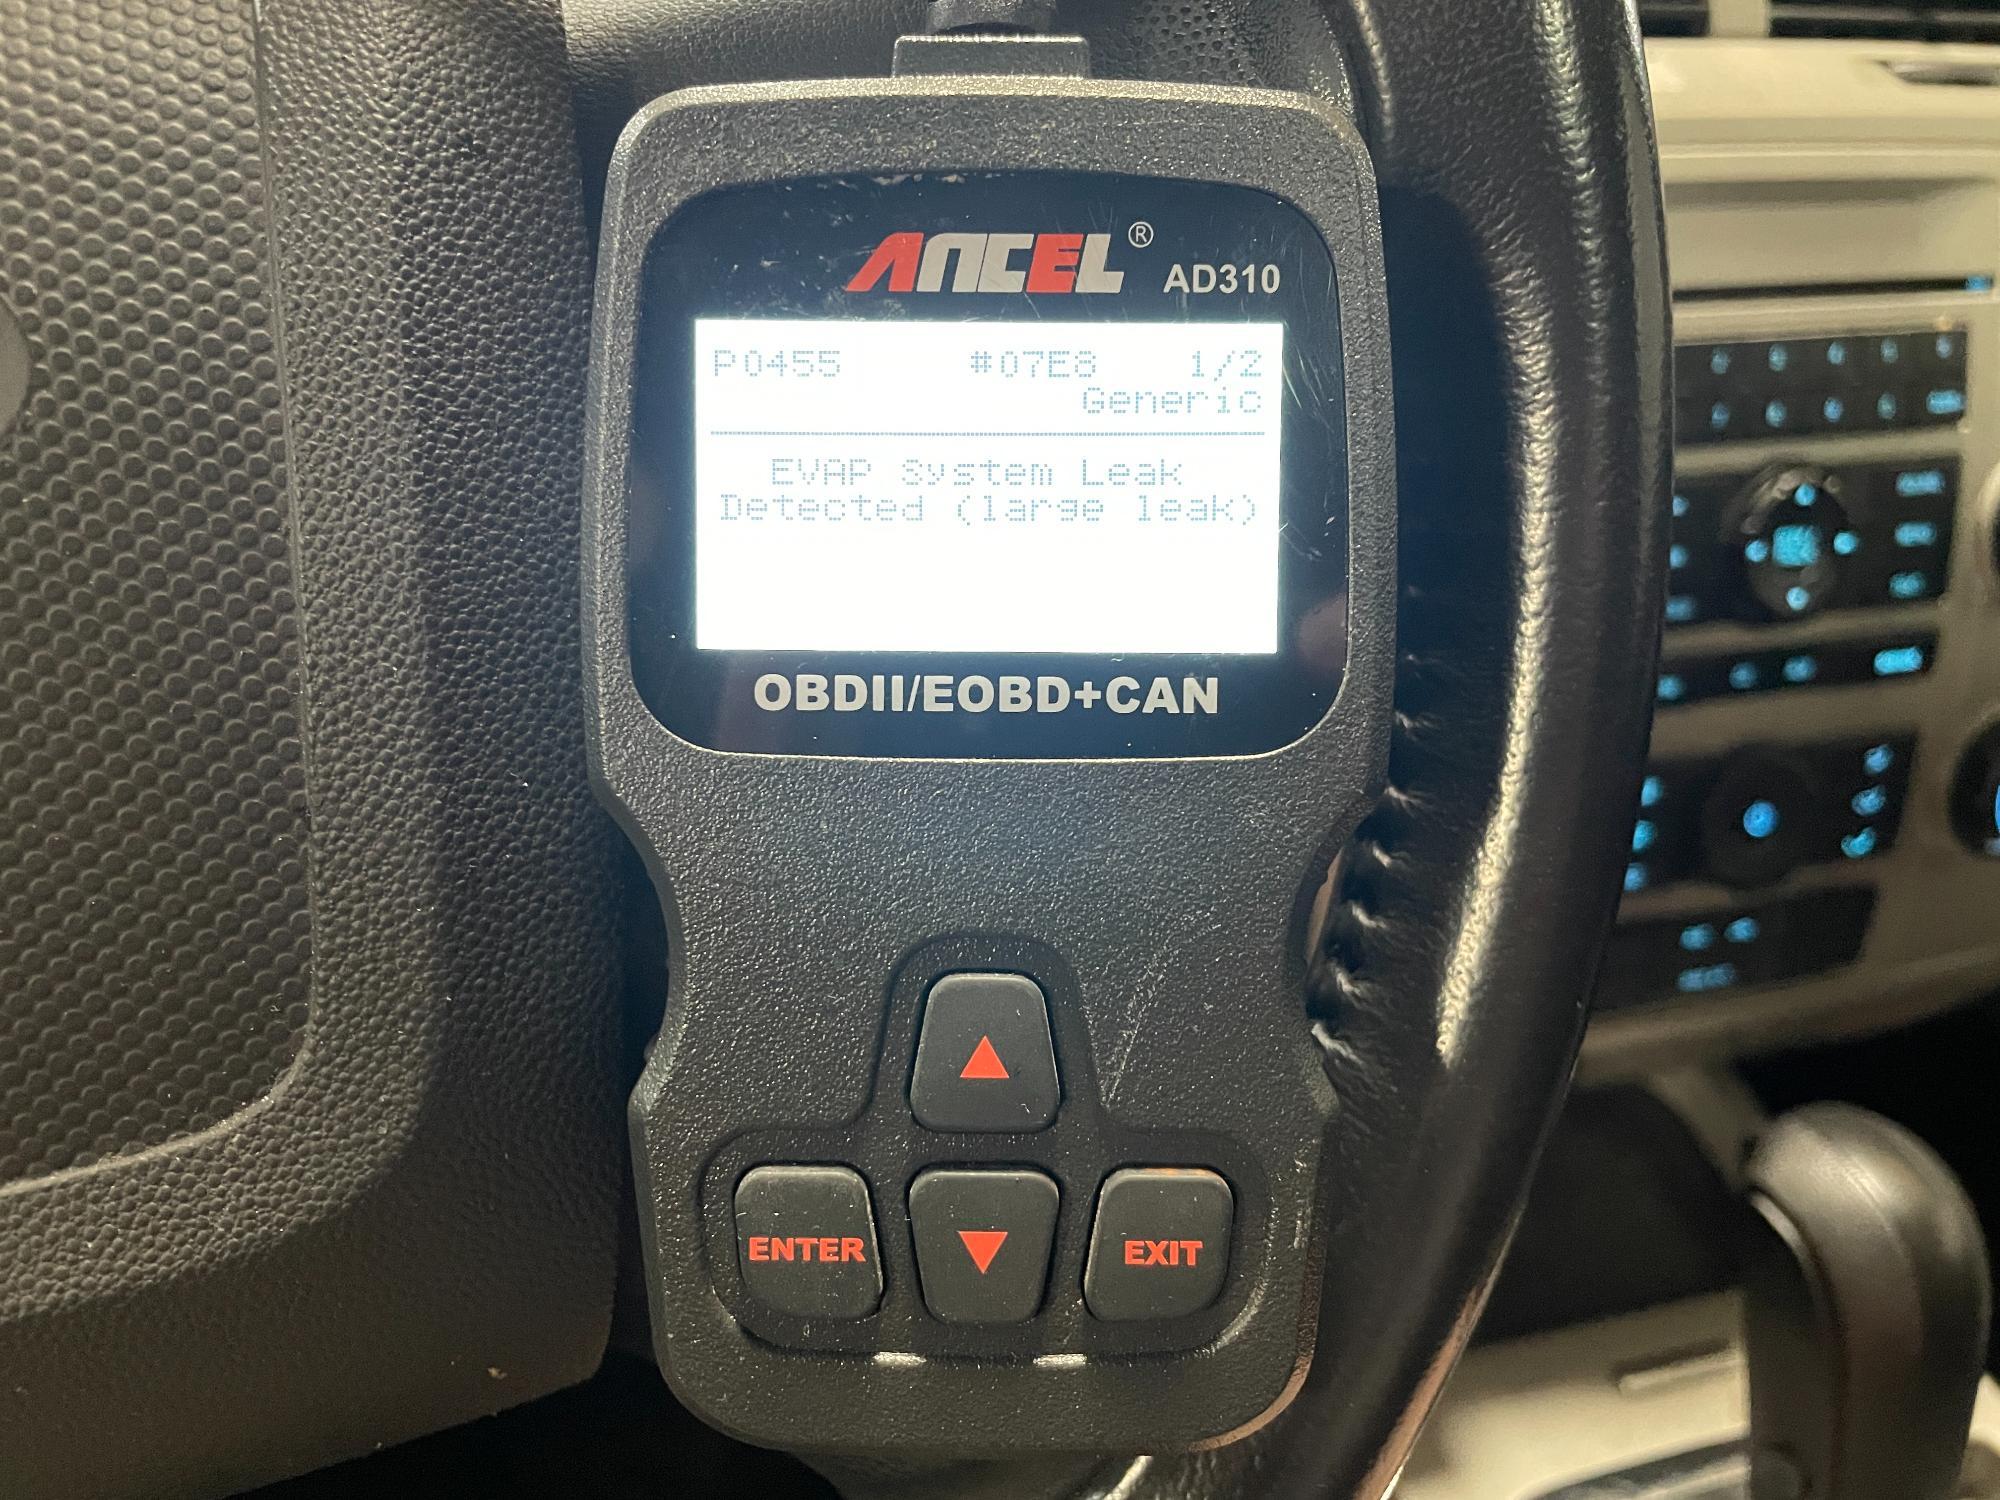 ANCEL® AD310
P0455 #07E8 1/2
Generic
EVAP System Leak
Detected (large leak)
OBDII/EOBD+CAN
ENTER
EXIT